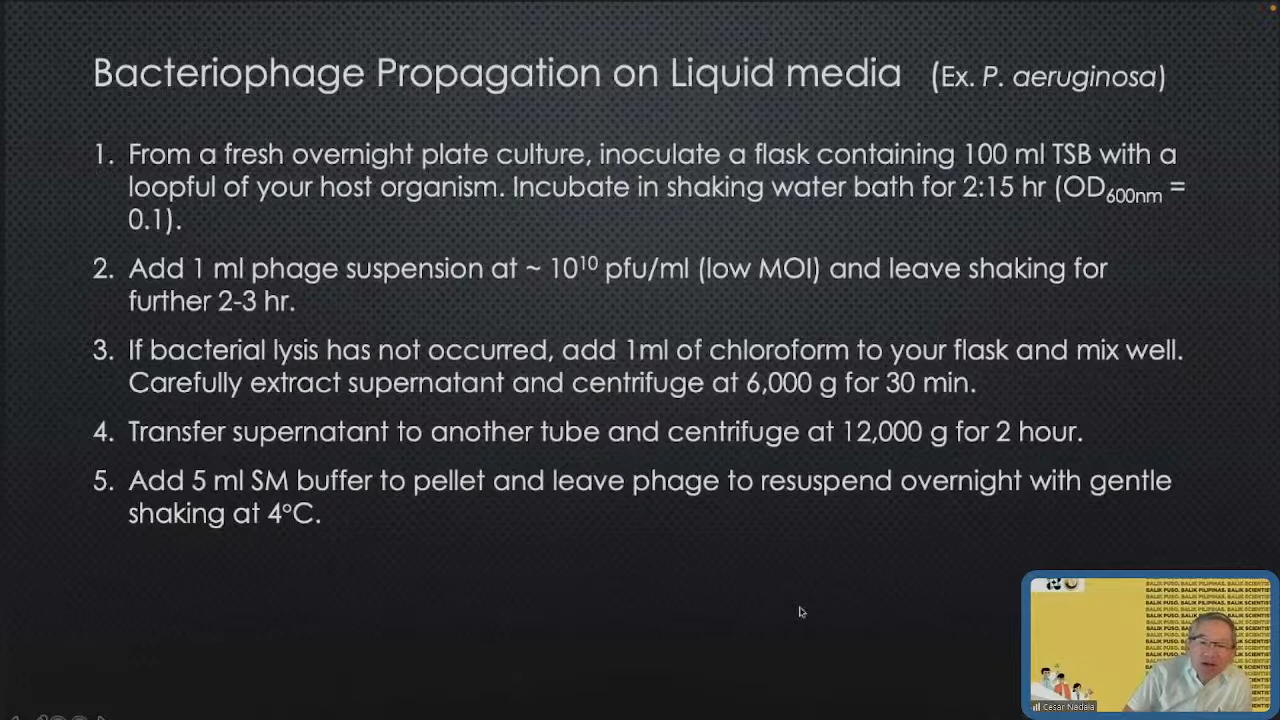 Bacteriophage Propagation on Liquid media (Ex. P. aeruginosa)
1. From a fresh overnight plate culture, inoculate a flask containing 100 ml TSB with a
loopful of your host organism. Incubate in shaking water bath for 2:15 hr (OD600nm =
0.1).
2. Add 1 ml phage suspension at ~ 10¹⁰ pfu/ml (low MOI) and leave shaking for
further 2-3 hr.
3. If bacterial lysis has not occurred, add 1ml of chloroform to your flask and mix well.
Carefully extract supernatant and centrifuge at 6,000 g for 30 min.
4. Transfer supernatant to another tube and centrifuge at 12,000 g for 2 hour.
5. Add 5 ml SM buffer to pellet and leave phage to resuspend overnight with gentle
shaking at 4°C.
BALIK PUSO. BALIK PILIPINAS. BALIK SCIENTIST
Cesar Nadala